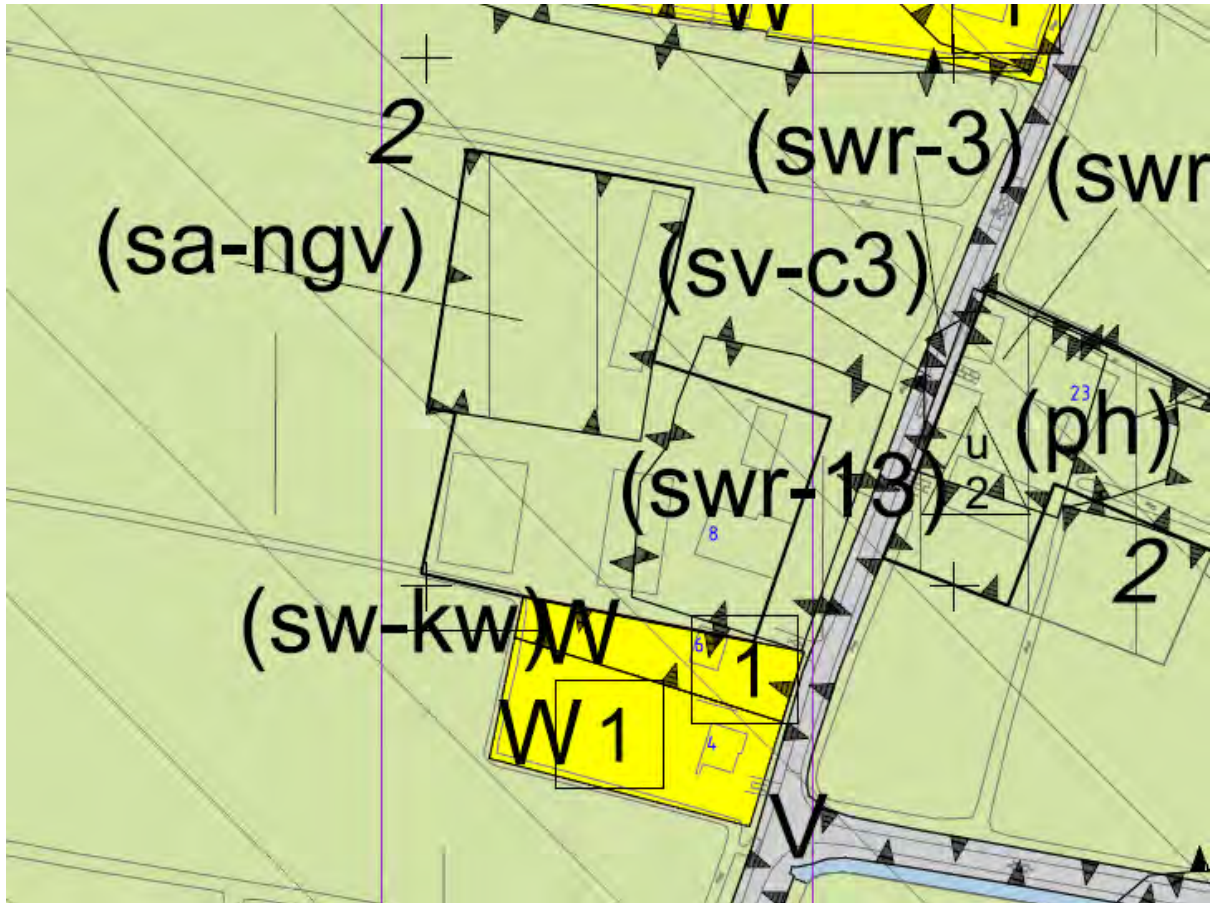 W
2
(swr-3)
(swr
(sa-ngv)
(sv-c3)
23
(ph)
u
2
(swr-13)
8
2
(sw-kw)
W
6
1
W
1
4
V